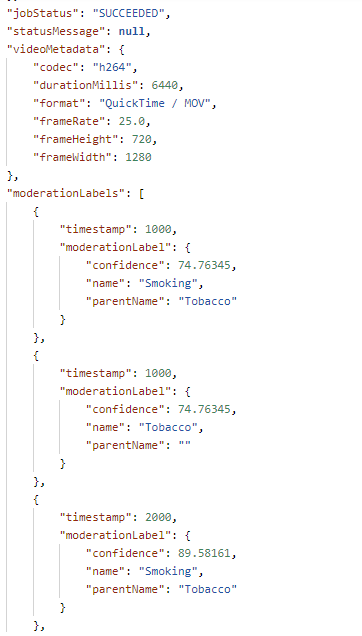 "jobStatus": "SUCCEEDED",
"statusMessage": null,
"videoMetadata": {
"codec": "h264",
"durationMillis": 6440,
"format": "QuickTime / MOV",
"frameRate": 25.0,
"frameHeight": 720,
"frameWidth": 1280
},
"moderationLabels": [
{
"timestamp": 1000,
"moderationLabel": {
"confidence": 74.76345,
"name": "Smoking",
"parentName": "Tobacco"
}
},
{
"timestamp": 1000,
"moderationLabel": {
"confidence": 74.76345,
"name": "Tobacco",
"parentName": ""
}
},
{
"timestamp": 2000,
"moderationLabel": {
"confidence": 89.58161,
"name": "Smoking",
"parentName": "Tobacco"
}
},